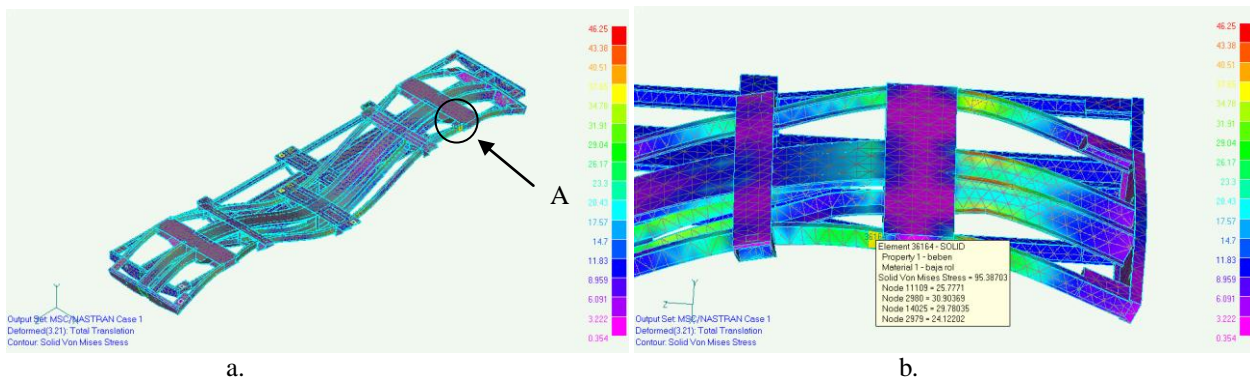 46.25
43.38
40.51
34.78
31.91
29.04
26.17
23.3
20.43
17.57
14.7
11.83
8.959
6.091
3.222
0.354
A
Y
Output Set: MSC/NASTRAN Case 1
Deformed(3.21): Total Translation
Contour: Solid Von Mises Stress
a.
46.25
43.38
40.51
34.78
31.91
29.04
26.17
23.3
20.43
17.57
14.7
11.83
8.959
6.091
3.222
0.354
Element 36164 - SOLID
Property 1 - beben
Material 1 - baja rol
Solid Von Mises Stress = 95.38703
Node 11109 = 25.7771
Node 2980 = 30.90369
Node 14025 = 29.78035
Node 2979 = 24.12202
Y
Z
Output Set: MSC/NASTRAN Case 1
Deformed(3.21): Total Translation
Contour: Solid Von Mises Stress
b.